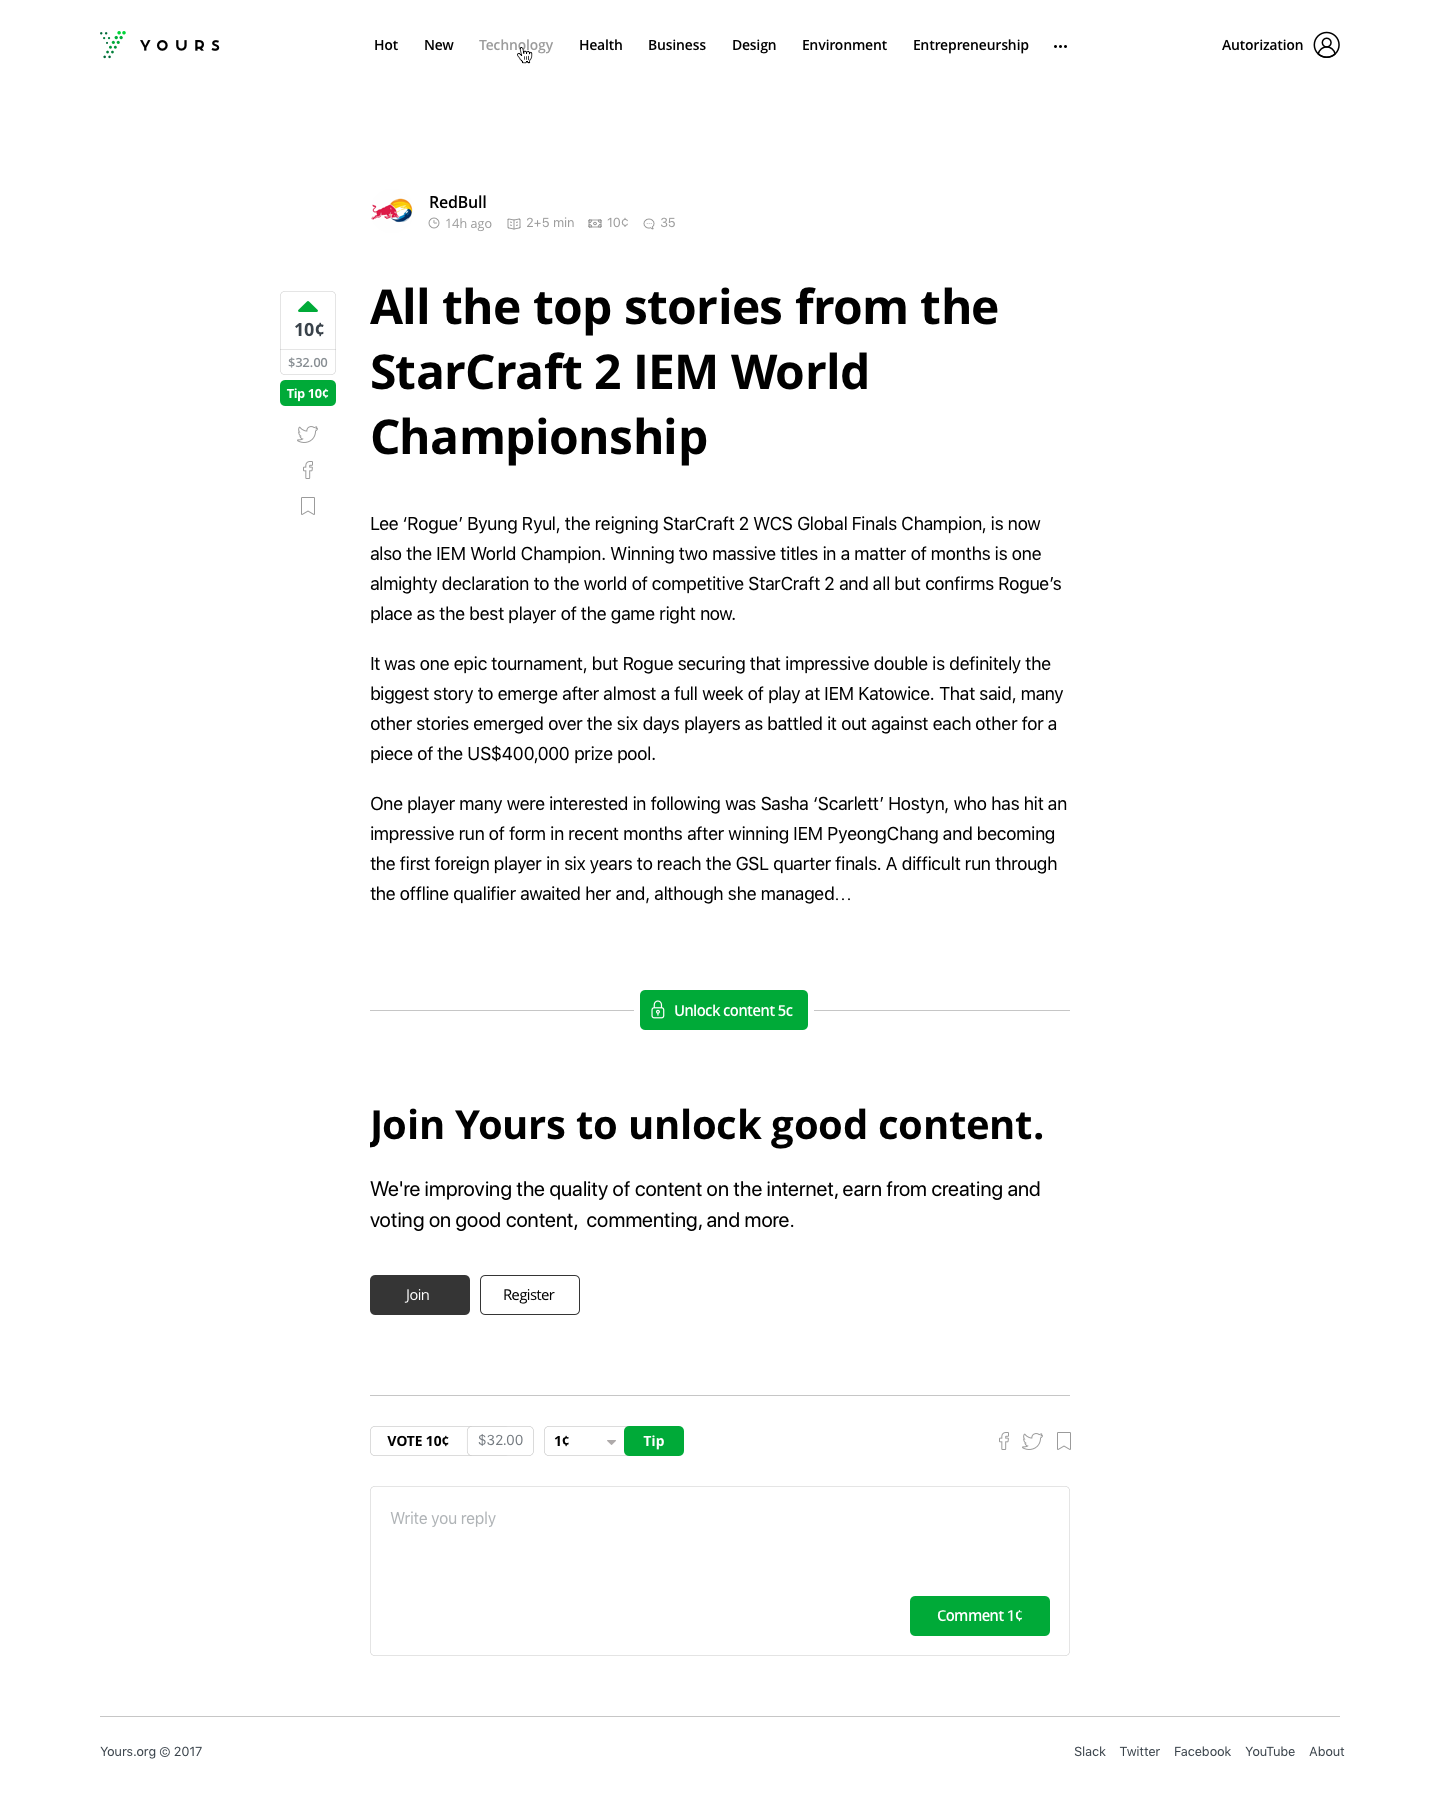 YOURS
Hot New Technology Health Business Design Environment Entrepreneurship ...
Autorization
RedBull
14h ago 2+5 min 10¢ 35
10¢
$32.00
Tip 10¢
All the top stories from the
StarCraft 2 IEM World
Championship
Lee ‘Rogue’ Byung Ryul, the reigning StarCraft 2 WCS Global Finals Champion, is now
also the IEM World Champion. Winning two massive titles in a matter of months is one
almighty declaration to the world of competitive StarCraft 2 and all but confirms Rogue’s
place as the best player of the game right now.
It was one epic tournament, but Rogue securing that impressive double is definitely the
biggest story to emerge after almost a full week of play at IEM Katowice. That said, many
other stories emerged over the six days players as battled it out against each other for a
piece of the US$400,000 prize pool.
One player many were interested in following was Sasha ‘Scarlett’ Hostyn, who has hit an
impressive run of form in recent months after winning IEM PyeongChang and becoming
the first foreign player in six years to reach the GSL quarter finals. A difficult run through
the offline qualifier awaited her and, although she managed…
Unlock content 5c
Join Yours to unlock good content.
We're improving the quality of content on the internet, earn from creating and
voting on good content,  commenting, and more.
Join Register
VOTE 10¢ $32.00 1¢ Tip
Write you reply
Comment 1¢
Yours.org © 2017
Slack Twitter Facebook YouTube About